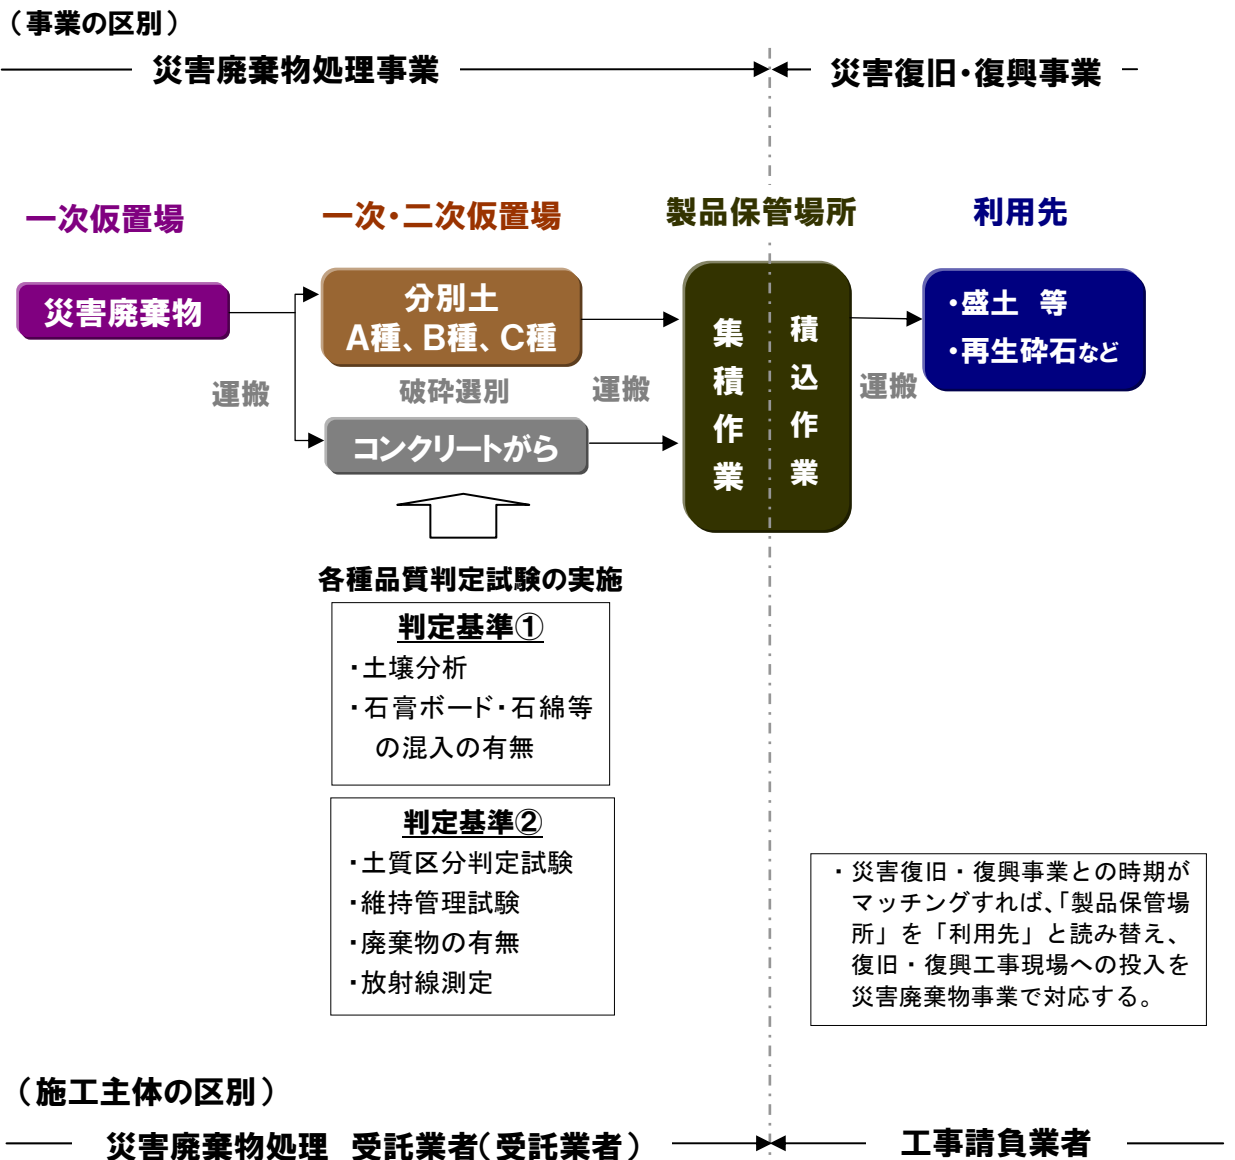 （事業の区別）
災害廃棄物処理事業
災害復旧・復興事業
一次仮置場
一次・二次仮置場
製品保管場所
利用先
災害廃棄物
分別土
A種、B種、C種
破砕選別
コンクリートがら
運搬
運搬
集積作業
積込作業
運搬
・盛土 等
・再生砕石など
各種品質判定試験の実施
判定基準①
・土壌分析
・石膏ボード・石綿等
の混入の有無
判定基準②
・土質区分判定試験
・維持管理試験
・廃棄物の有無
・放射線測定
・災害復旧・復興事業との時期が
マッチングすれば、「製品保管場
所」を「利用先」と読み替え、
復旧・復興工事現場への投入を
災害廃棄物事業で対応する。
（施工主体の区別）
災害廃棄物処理 受託業者（受託業者）
工事請負業者